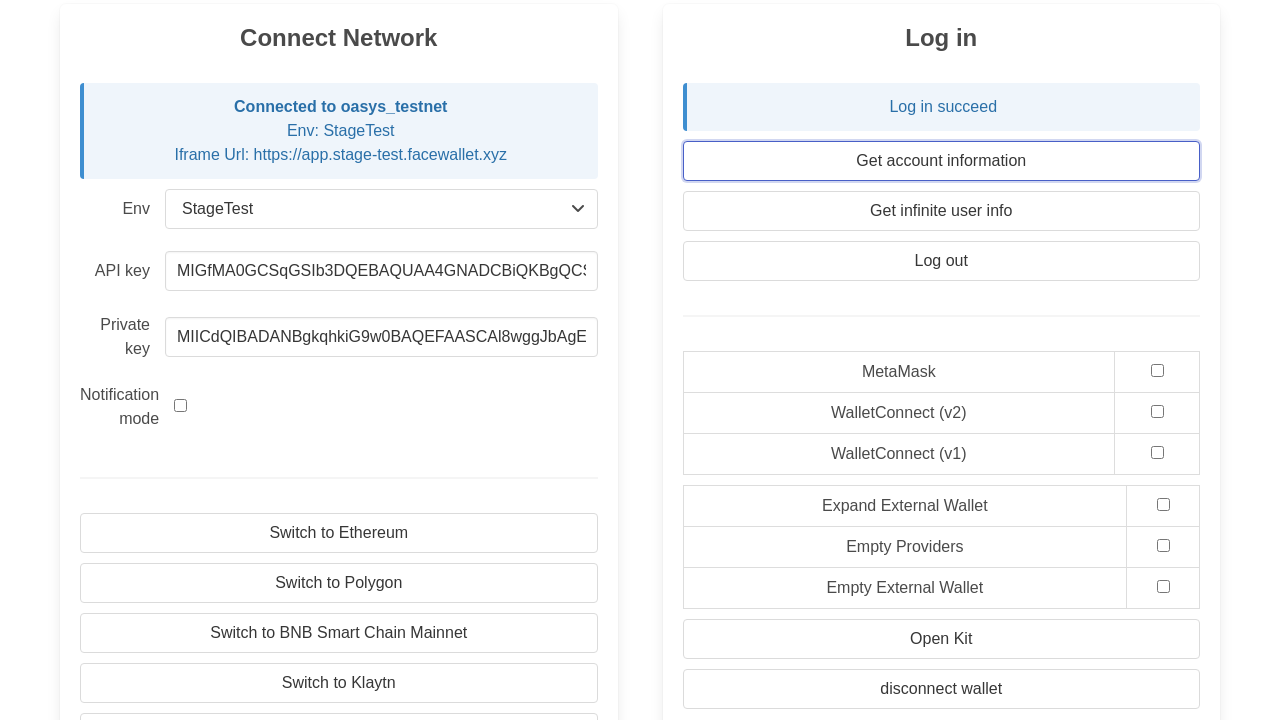 Connect Network
Connected to oasys_testnet
Env: StageTest
Iframe Url: https://app.stage-test.facewallet.xyz
Env
StageTest
API key
MIGfMA0GCSqGSIb3DQEBAQUAA4GNADCBiQKBgQCS
Private
key
MIICdQIBADANBgkqhkiG9w0BAQEFAASCAl8wggJbAgE
Notification
mode
Switch to Ethereum
Switch to Polygon
Switch to BNB Smart Chain Mainnet
Switch to Klaytn
Log in
Log in succeed
Get account information
Get infinite user info
Log out
MetaMask
WalletConnect (v2)
WalletConnect (v1)
Expand External Wallet
Empty Providers
Empty External Wallet
Open Kit
disconnect wallet